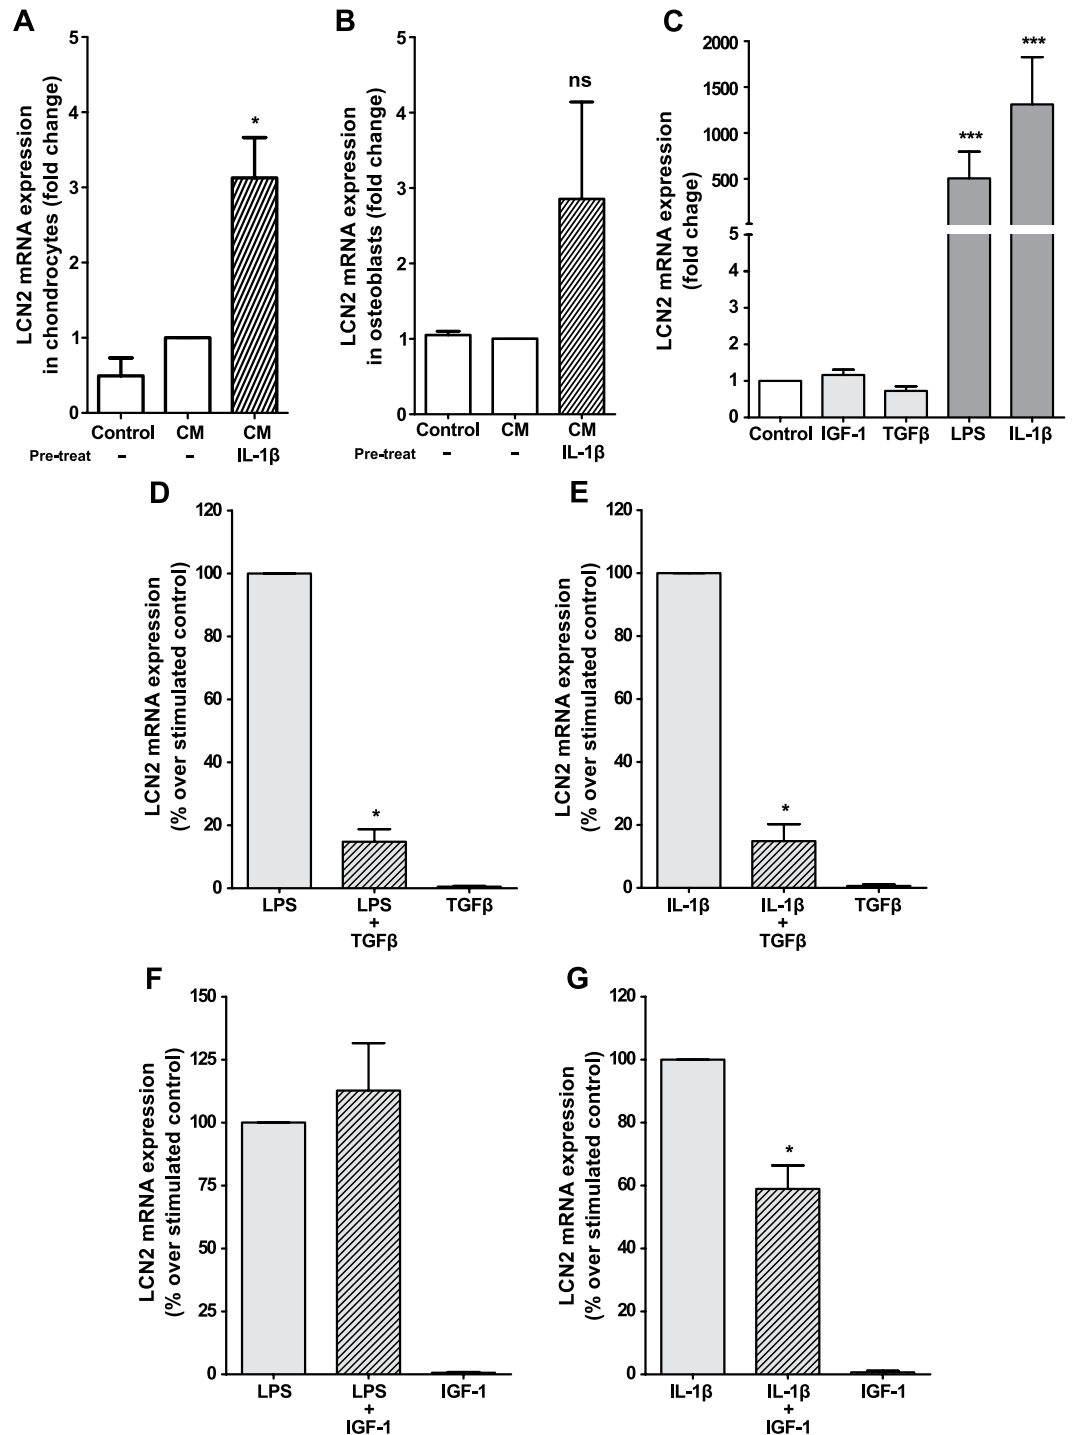 A
LCN2 mRNA expression
in chondrocytes (fold change)
5
4
3
2
1
0
*
Control CM CM
Pre-treat - - IL-1β
B
LCN2 mRNA expression
in osteoblasts (fold change)
5
4
3
2
1
0
ns
Control CM CM
- - IL-1β
C
LCN2 mRNA expression
(fold chage)
2000
1500
1000
500
5
4
3
2
1
0
***
***
Control IGF-1 TGFβ LPS IL-1β
D
LCN2 mRNA expression
(% over stimulated control)
120
100
80
60
40
20
0
*
LPS LPS TGFβ
+
TGFβ
E
LCN2 mRNA expression
(% over stimulated control)
120
100
80
60
40
20
0
*
IL-1β IL-1β TGFβ
+
TGFβ
F
LCN2 mRNA expression
(% over stimulated control)
150
125
100
75
50
25
0
LPS LPS IGF-1
+
IGF-1
G
LCN2 mRNA expression
(% over stimulated control)
120
100
80
60
40
20
0
*
IL-1β IL-1β IGF-1
+
IGF-1